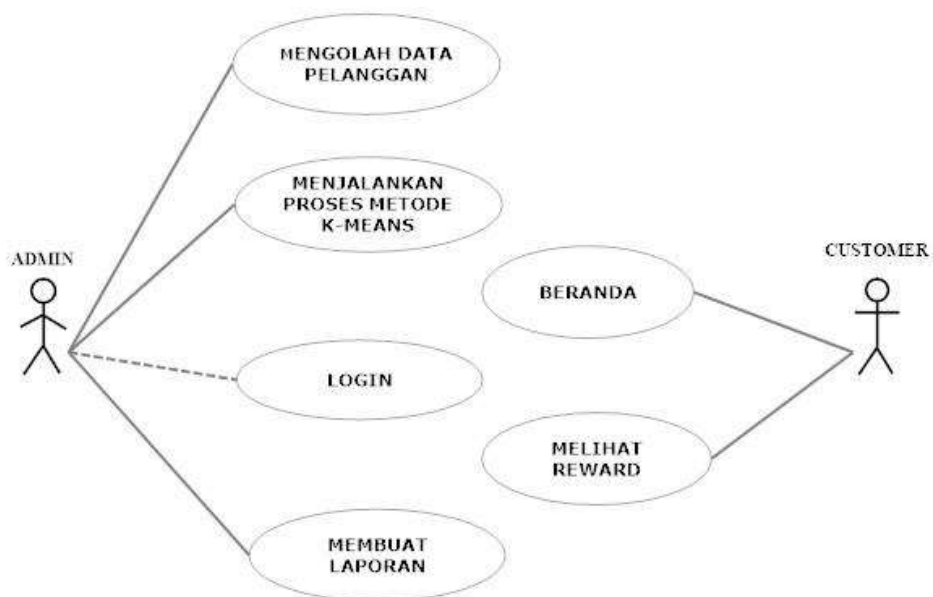 MENGOLAH DATA
PELANGGAN
MENJALANKAN
PROSES METODE
K-MEANS
ADMIN
CUSTOMER
BERANDA
LOGIN
MELIHAT
REWARD
MEMBUAT
LAPORAN